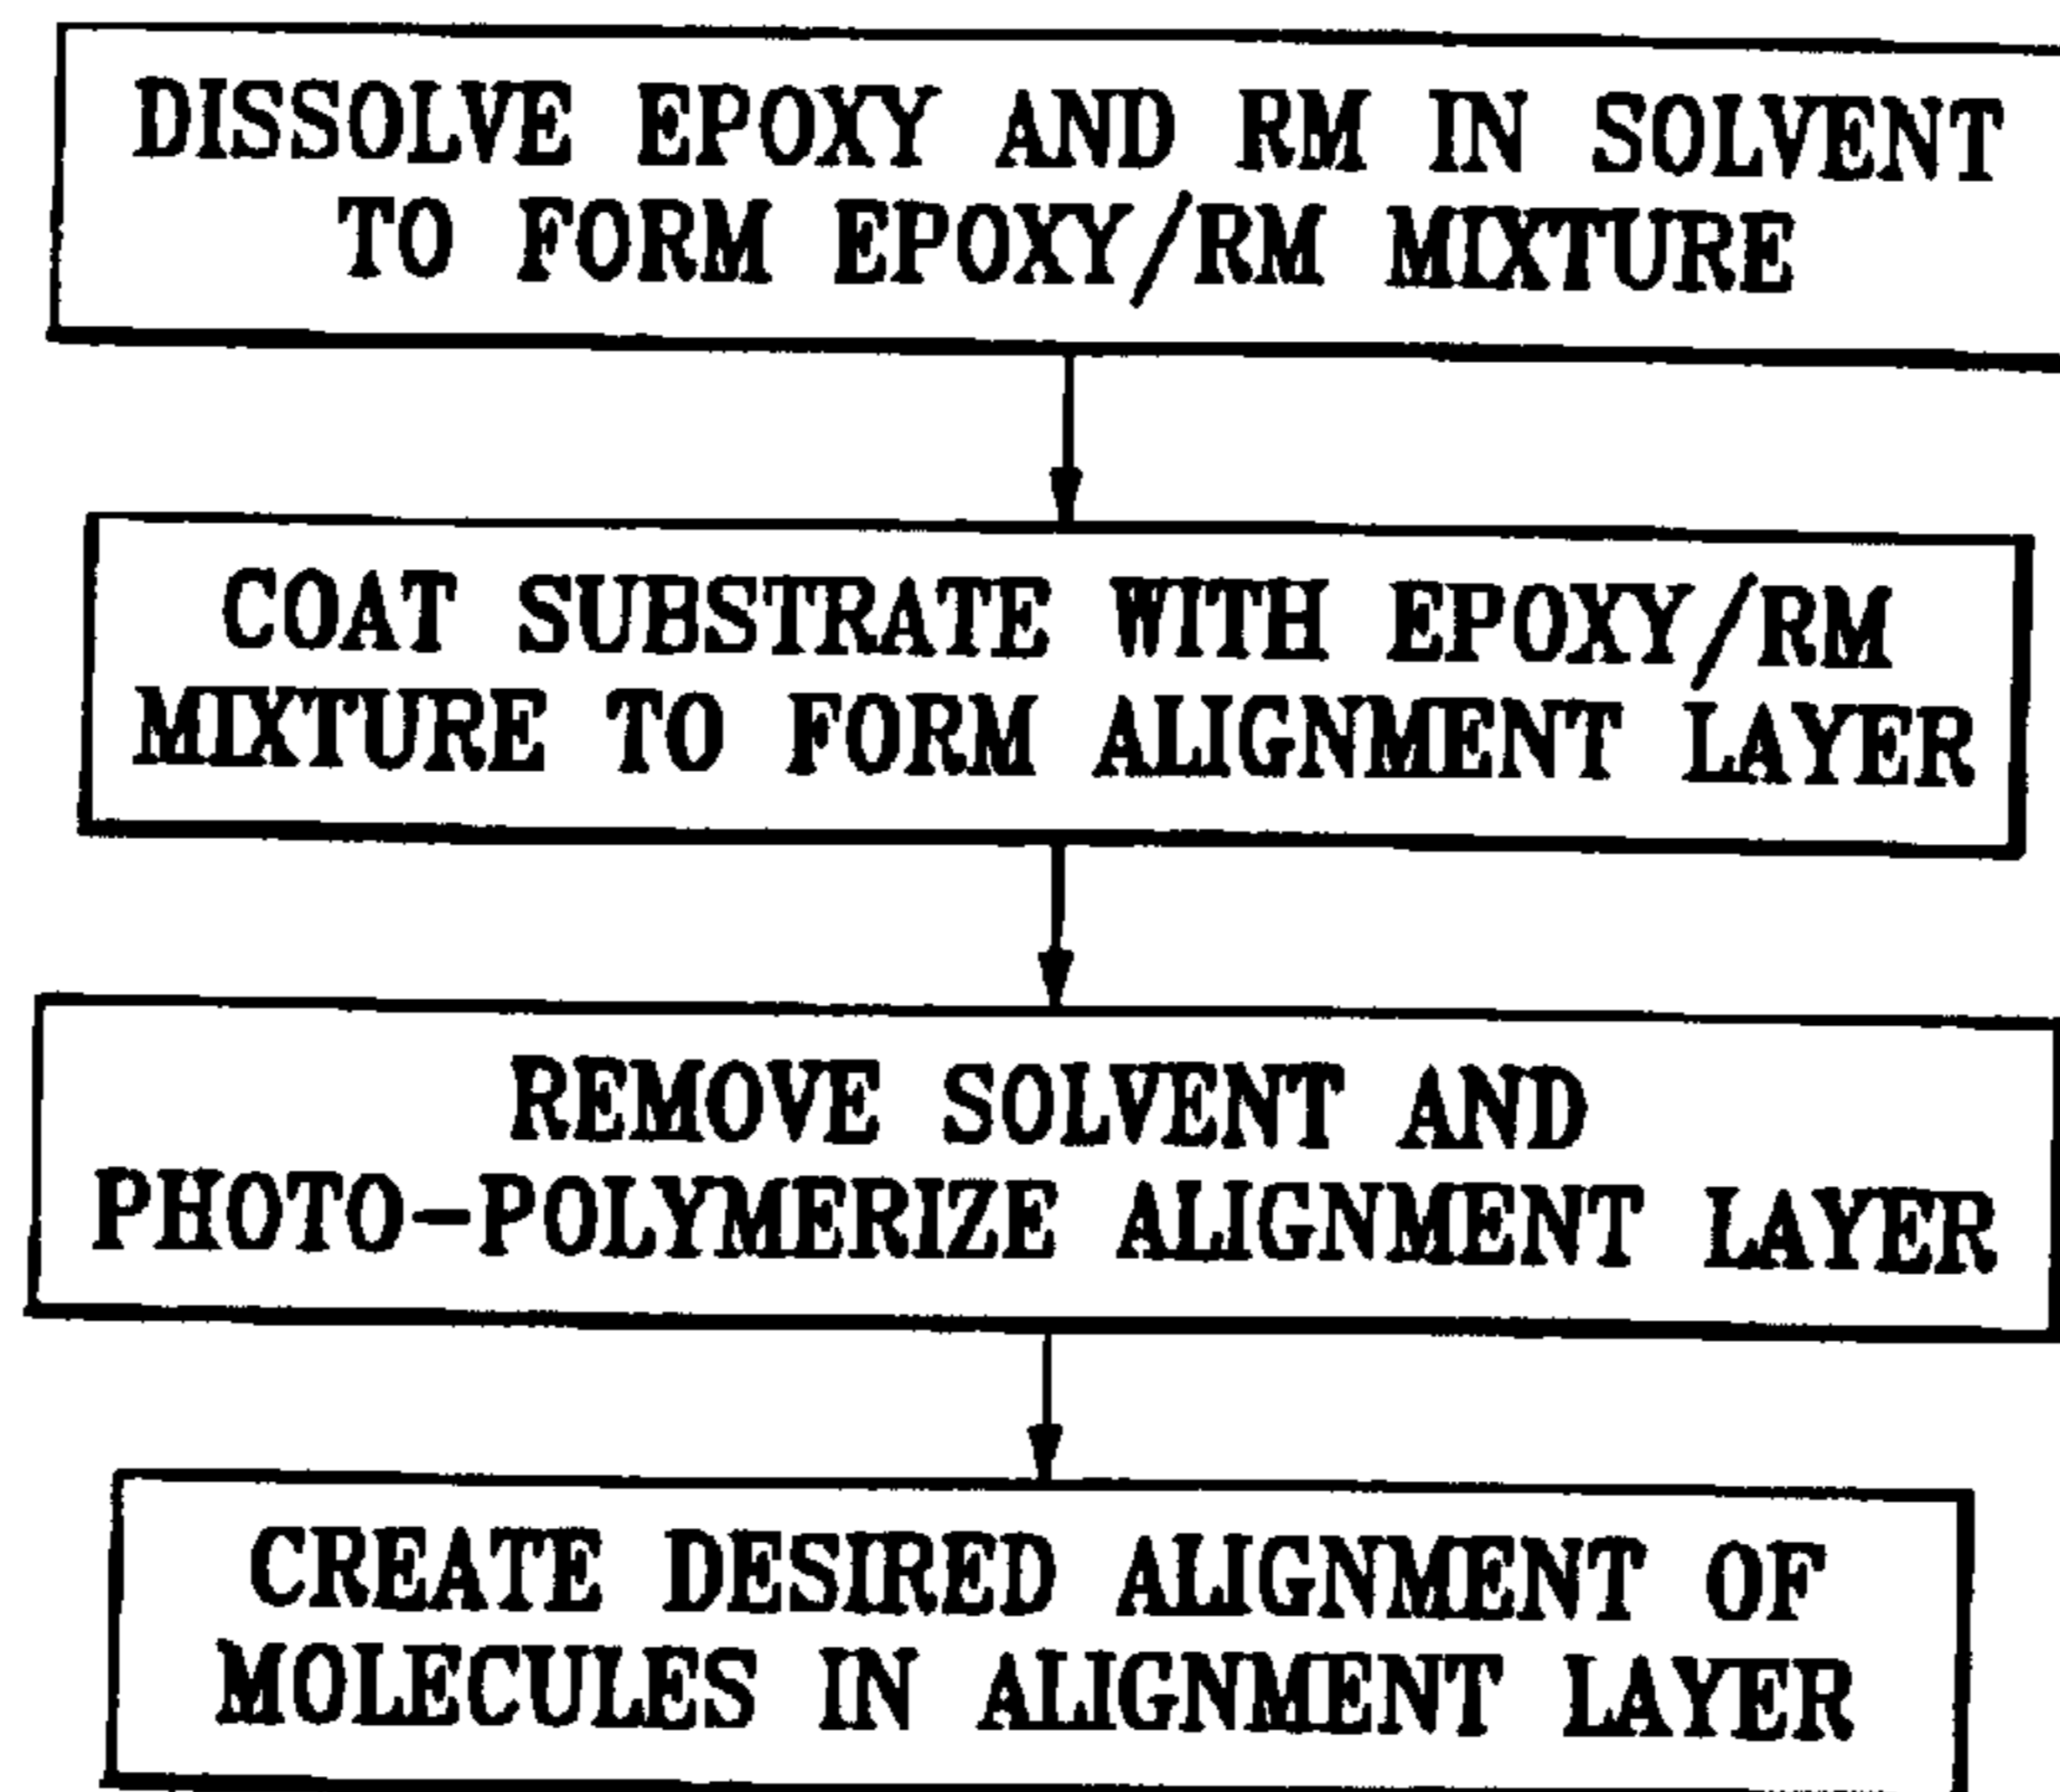 DISSOLVE EPOXY AND RM IN SOLVENT
TO FORM EPOXY/RM MIXTURE
COAT SUBSTRATE WITH EPOXY/RM
MIXTURE TO FORM ALIGNMENT LAYER
REMOVE SOLVENT AND
PHOTO-POLYMERIZE ALIGNMENT LAYER
CREATE DESIRED ALIGNMENT OF
MOLECULES IN ALIGNMENT LAYER